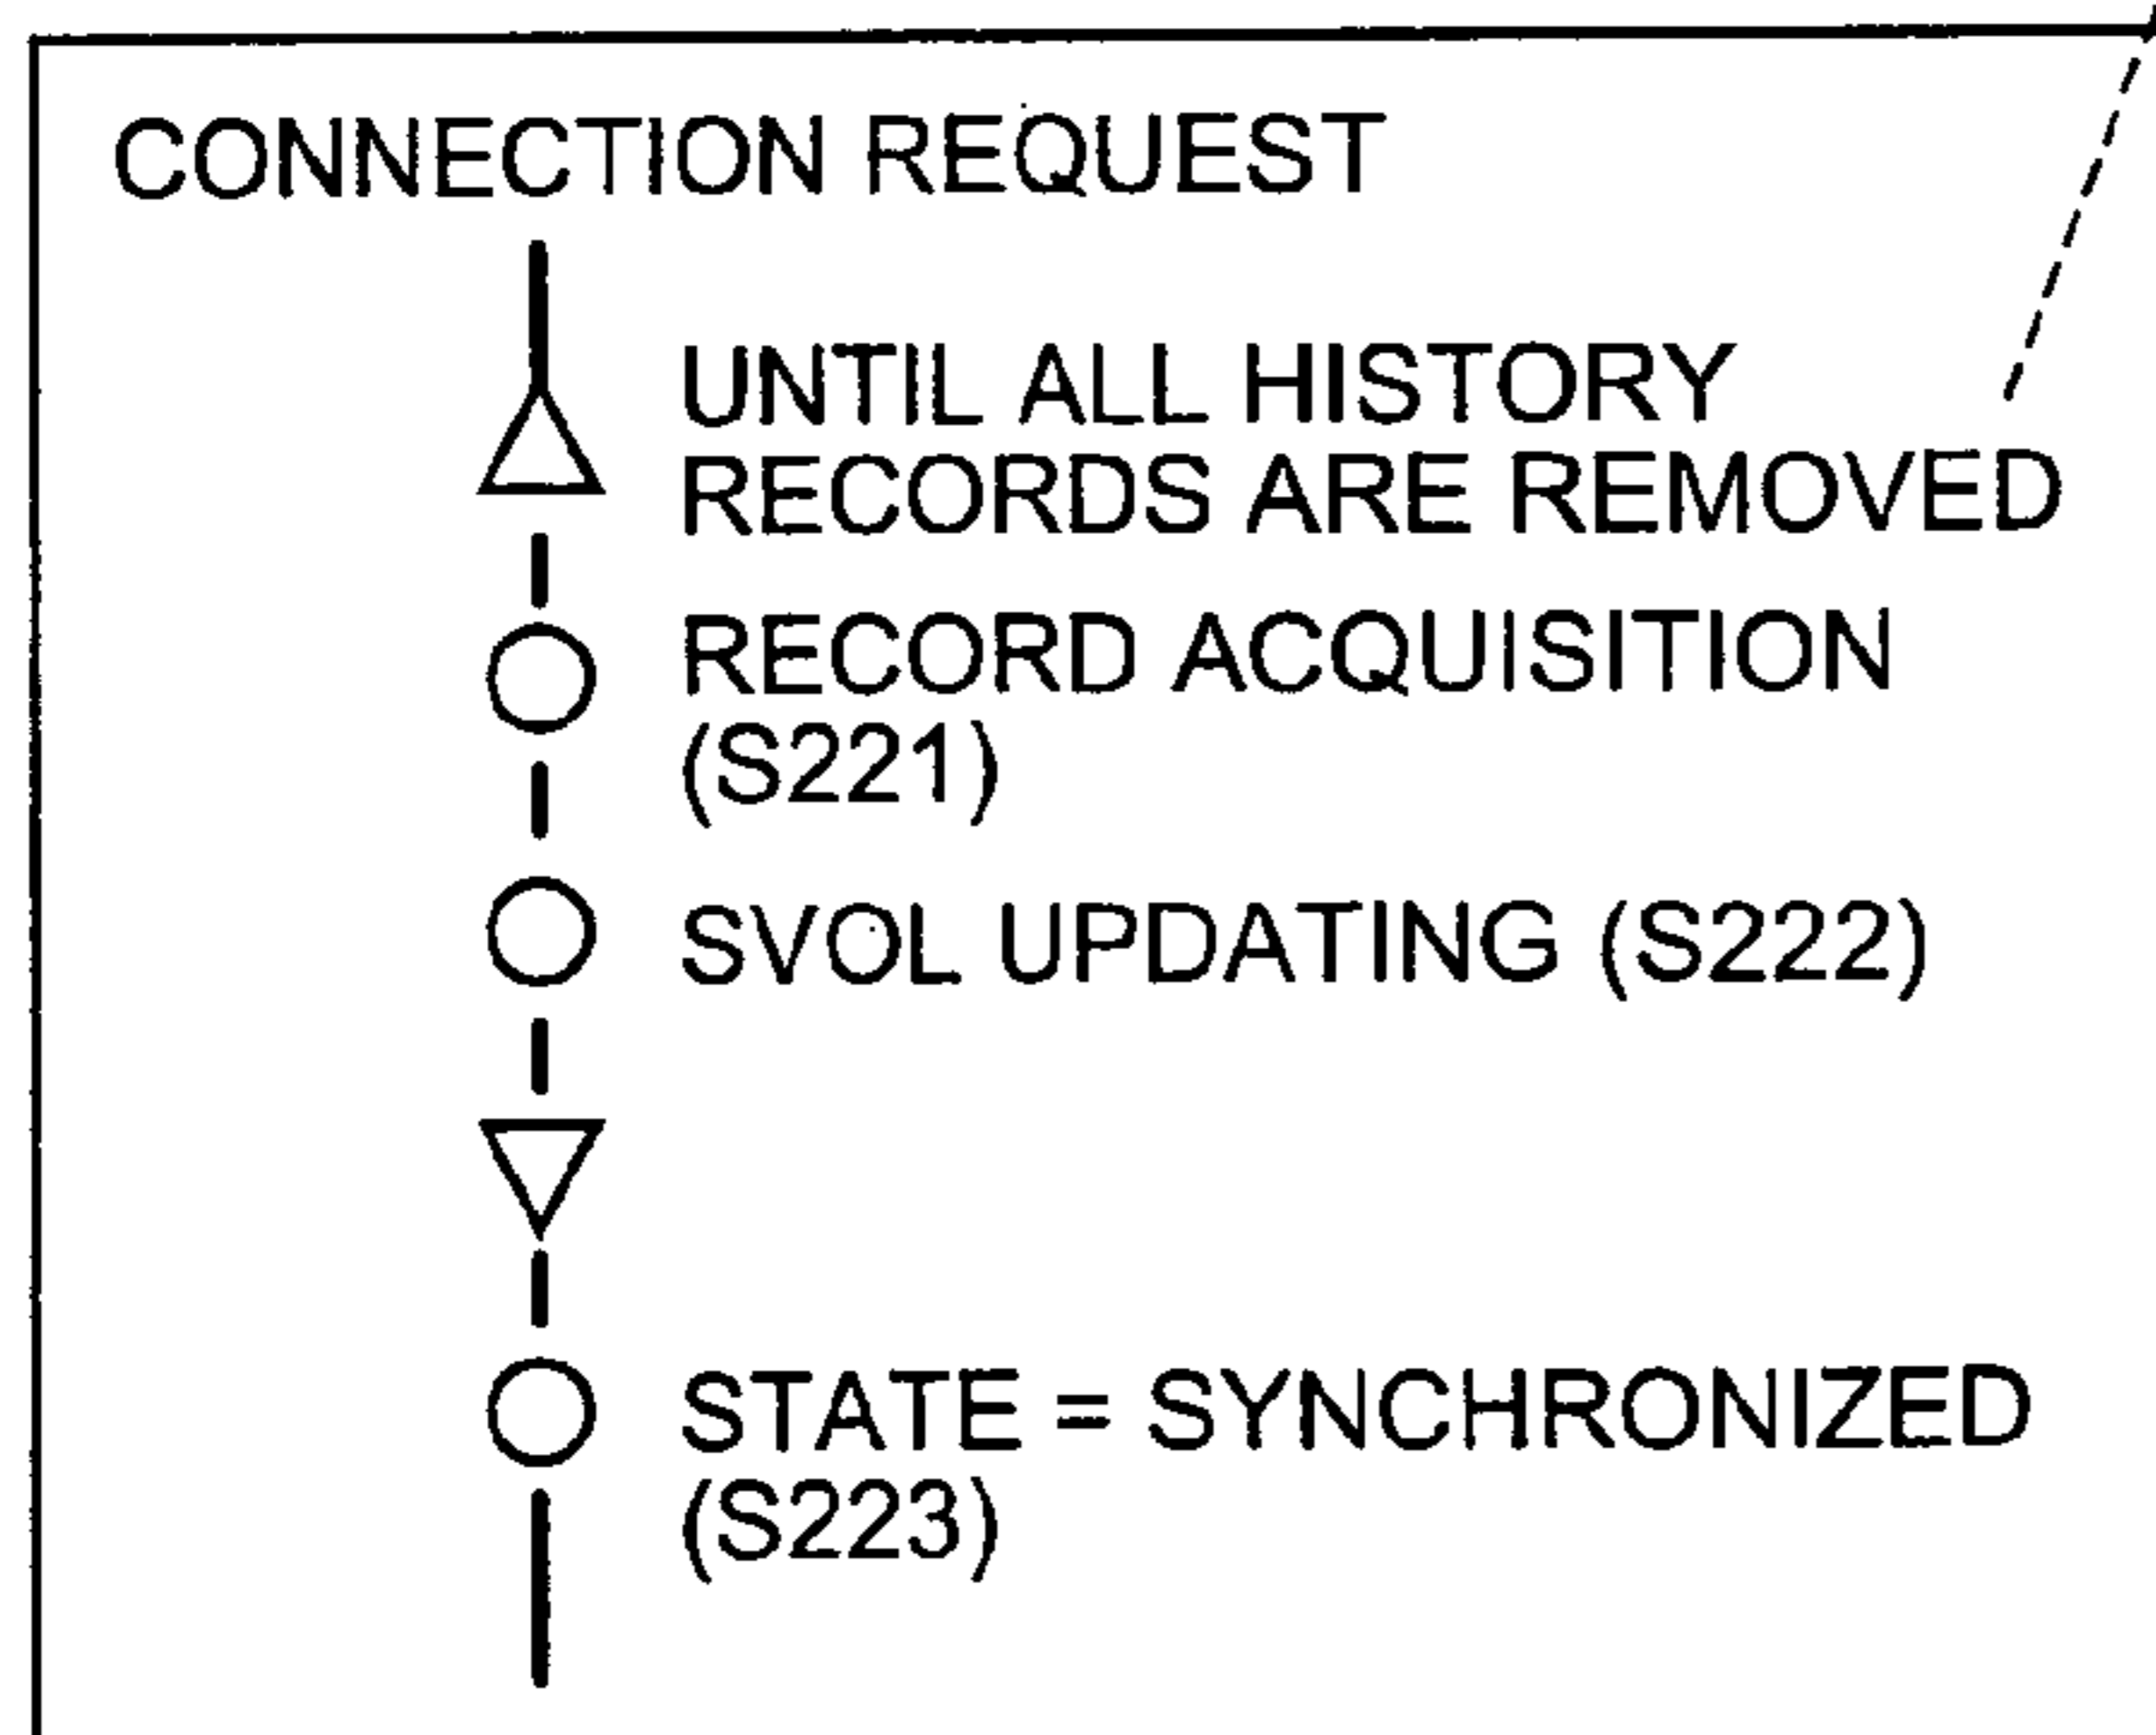 CONNECTION REQUEST
UNTIL ALL HISTORY
RECORDS ARE REMOVED
RECORD ACQUISITION
(S221)
SVOL UPDATING (S222)
STATE = SYNCHRONIZED
(S223)